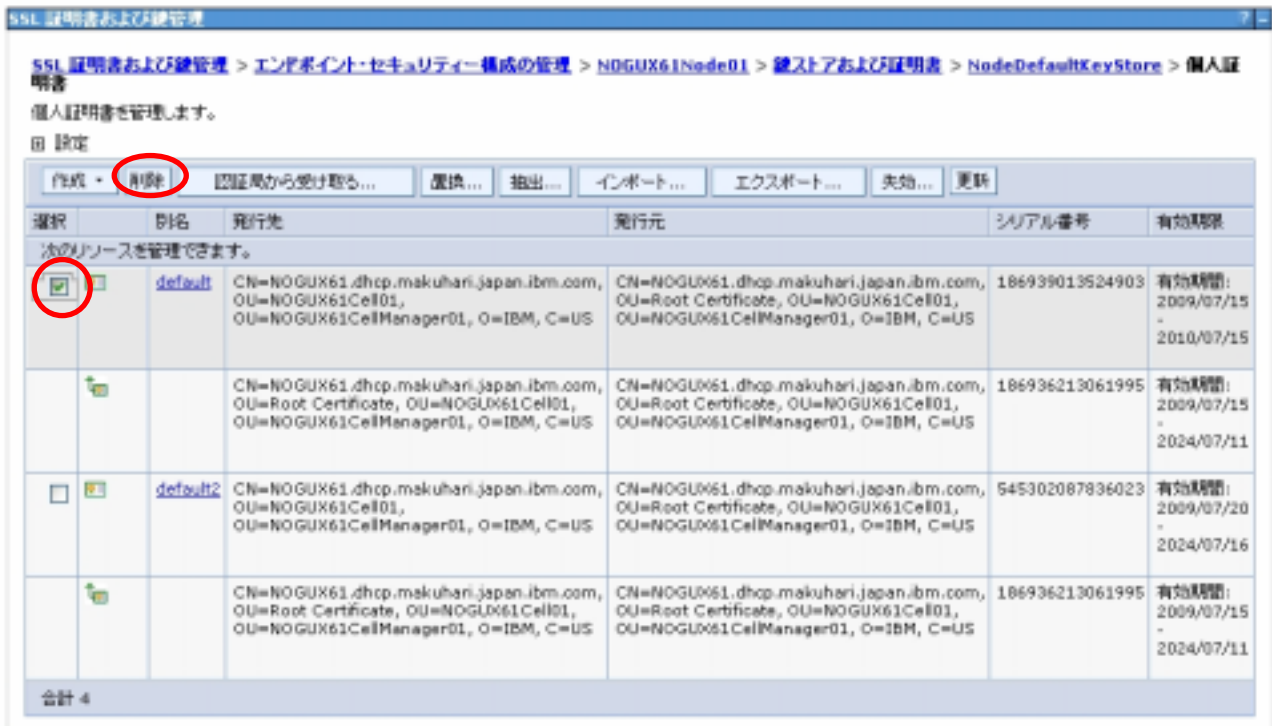 SSL 証明書および鍵管理 ? -
SSL 証明書および鍵管理 > エンドポイント・セキュリティー構成の管理 > NOGUX61Node01 > 鍵ストアおよび証明書 > NodeDefaultKeyStore > 個人証
明書
個人証明書を管理します。
設定
作成 削除 認証局から受け取る... 置換... 抽出... インポート... エクスポート... 失効... 更新
選択 別名 発行先 発行元 シリアル番号 有効期限
次のリソースを管理できます。
default CN=NOGUX61.dhcp.makuhari.japan.ibm.com, CN=NOGUX61.dhcp.makuhari.japan.ibm.com, 186939013524903 有効期間:
OU=NOGUX61Cell01, OU=Root Certificate, OU=NOGUX61Cell01, 2009/07/15
OU=NOGUX61CellManager01, O=IBM, C=US OU=NOGUX61CellManager01, O=IBM, C=US -
2010/07/15
CN=NOGUX61.dhcp.makuhari.japan.ibm.com, CN=NOGUX61.dhcp.makuhari.japan.ibm.com, 186936213061995 有効期間:
OU=Root Certificate, OU=NOGUX61Cell01, OU=Root Certificate, OU=NOGUX61Cell01, 2009/07/15
OU=NOGUX61CellManager01, O=IBM, C=US OU=NOGUX61CellManager01, O=IBM, C=US -
2024/07/11
default2 CN=NOGUX61.dhcp.makuhari.japan.ibm.com, CN=NOGUX61.dhcp.makuhari.japan.ibm.com, 545302087836023 有効期間:
OU=NOGUX61Cell01, OU=Root Certificate, OU=NOGUX61Cell01, 2009/07/20
OU=NOGUX61CellManager01, O=IBM, C=US OU=NOGUX61CellManager01, O=IBM, C=US -
2024/07/16
CN=NOGUX61.dhcp.makuhari.japan.ibm.com, CN=NOGUX61.dhcp.makuhari.japan.ibm.com, 186936213061995 有効期間:
OU=Root Certificate, OU=NOGUX61Cell01, OU=Root Certificate, OU=NOGUX61Cell01, 2009/07/15
OU=NOGUX61CellManager01, O=IBM, C=US OU=NOGUX61CellManager01, O=IBM, C=US -
2024/07/11
合計 4